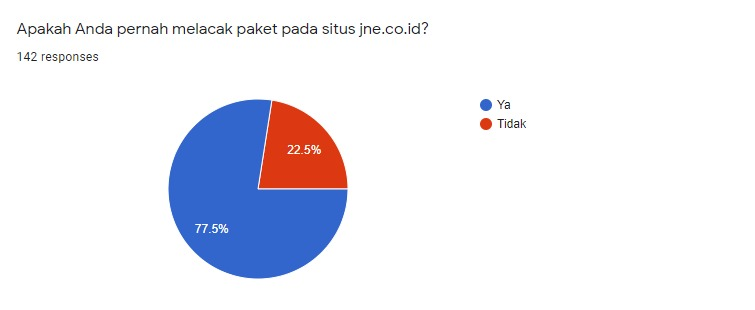 Apakah Anda pernah melacak paket pada situs jne.co.id?
142 responses
Ya
Tidak
22.5%
77.5%